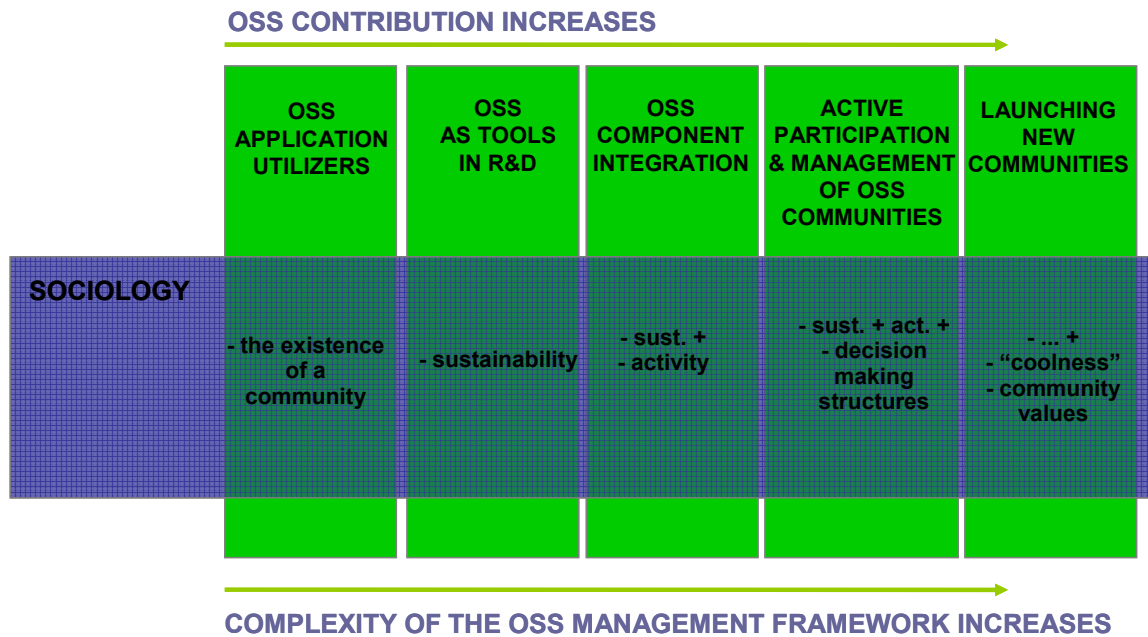 OSS CONTRIBUTION INCREASES
OSS
APPLICATION
UTILIZERS
OSS
AS TOOLS
IN R&D
OSS
COMPONENT
INTEGRATION
ACTIVE
PARTICIPATION
& MANAGEMENT
OF OSS
COMMUNITIES
LAUNCHING
NEW
COMMUNITIES
SOCIOLOGY
- the existence
of a
community
- sustainability
- sust. +
- activity
- sust. + act. +
- decision
making
structures
- ... +
- “coolness”
- community
values
COMPLEXITY OF THE OSS MANAGEMENT FRAMEWORK INCREASES